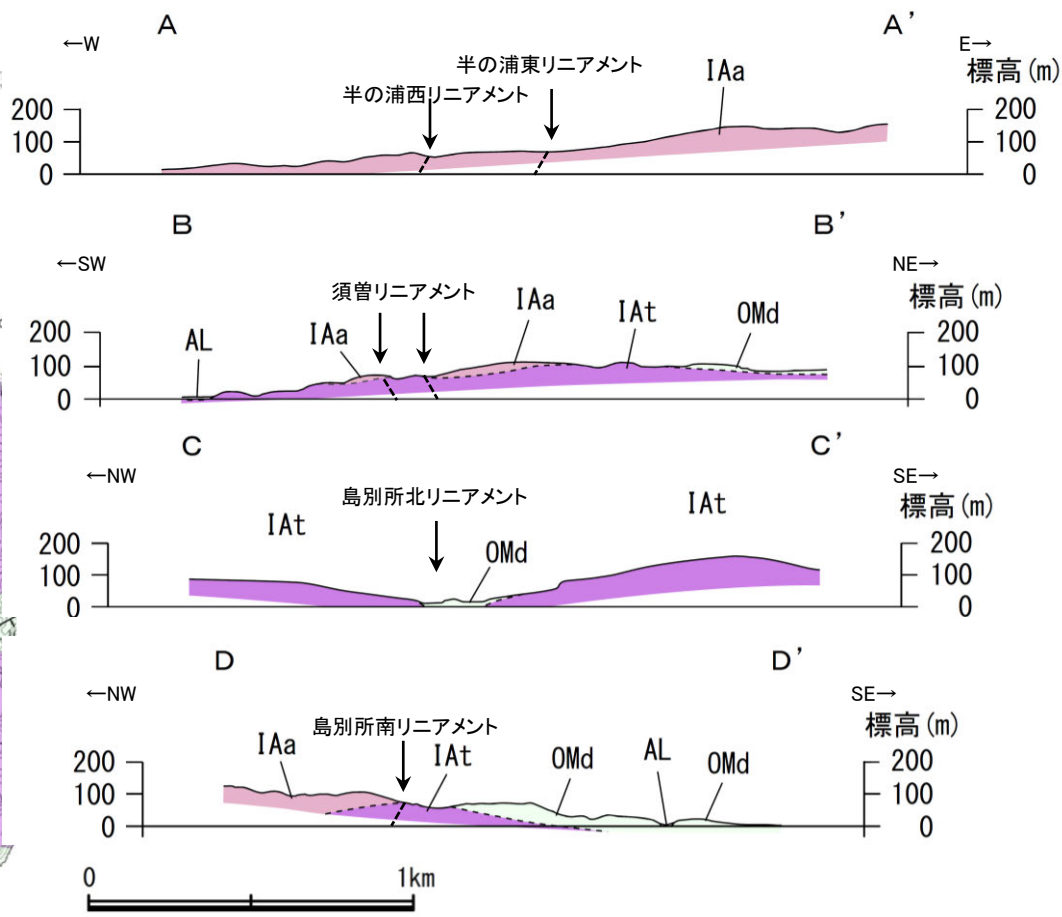 A A'
←W E→
標高(m)
半の浦東リニアメント
IAa
半の浦西リニアメント
200 200
100 100
0 0
B B'
←SW NE→
標高(m)
須曽リニアメント
IAa
IAt
OMd
AL
IAa
200 200
100 100
0 0
C C'
←NW SE→
標高(m)
島別所北リニアメント
IAt
IAt
OMd
200 200
100 100
0 0
D D'
←NW SE→
標高(m)
島別所南リニアメント
IAa
IAt
OMd
AL
OMd
200 200
100 100
0 0
0 1km